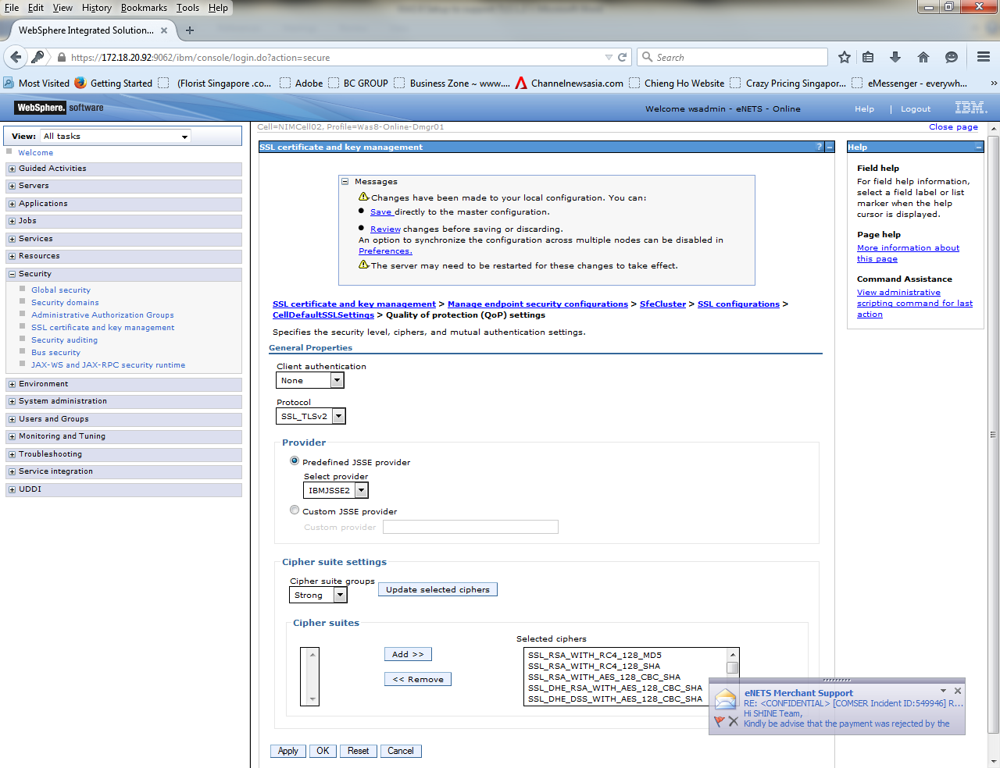 File Edit View History Bookmarks Tools Help
WebSphere Integrated Solution... × +
https://172.18.20.92:9062/ibm/console/login.do?action=secure
Search
Most Visited Getting Started (Florist Singapore .co... Adobe BC GROUP Business Zone ~ www.... Channelnewsasia.com Chieng Ho Website Crazy Pricing Singapor... eMessenger - everywh... »
WebSphere. software
Welcome wsadmin - eNETS - Online Help | Logout IBM.
View: All tasks
Welcome
Guided Activities
Servers
Applications
Jobs
Services
Resources
Security
Global security
Security domains
Administrative Authorization Groups
SSL certificate and key management
Security auditing
Bus security
JAX-WS and JAX-RPC security runtime
Environment
System administration
Users and Groups
Monitoring and Tuning
Troubleshooting
Service integration
UDDI
Cell=NIMCell02, Profile=Was8-Online-Dmgr01
Close page
SSL certificate and key management ? –
Messages
Changes have been made to your local configuration. You can:
Save directly to the master configuration.
Review changes before saving or discarding.
An option to synchronize the configuration across multiple nodes can be disabled in
Preferences.
The server may need to be restarted for these changes to take effect.
SSL certificate and key management > Manage endpoint security configurations > SfeCluster > SSL configurations >
CellDefaultSSLSettings > Quality of protection (QoP) settings
Specifies the security level, ciphers, and mutual authentication settings.
General Properties
Client authentication
None
Protocol
SSL_TLSv2
Provider
Predefined JSSE provider
Select provider
IBMJSSE2
Custom JSSE provider
Custom provider
Cipher suite settings
Cipher suite groups
Strong
Update selected ciphers
Cipher suites
Selected ciphers
Add >>
<< Remove
SSL_RSA_WITH_RC4_128_MD5
SSL_RSA_WITH_RC4_128_SHA
SSL_RSA_WITH_AES_128_CBC_SHA
SSL_DHE_RSA_WITH_AES_128_CBC_SHA
SSL_DHE_DSS_WITH_AES_128_CBC_SHA
Apply OK Reset Cancel
Help
Field help
For field help information,
select a field label or list
marker when the help
cursor is displayed.
Page help
More information about
this page
Command Assistance
View administrative
scripting command for last
action
eNETS Merchant Support
RE: <CONFIDENTIAL> [COMSER Incident ID:549946] R...
Hi SHINE Team,
Kindly be advise that the payment was rejected by the